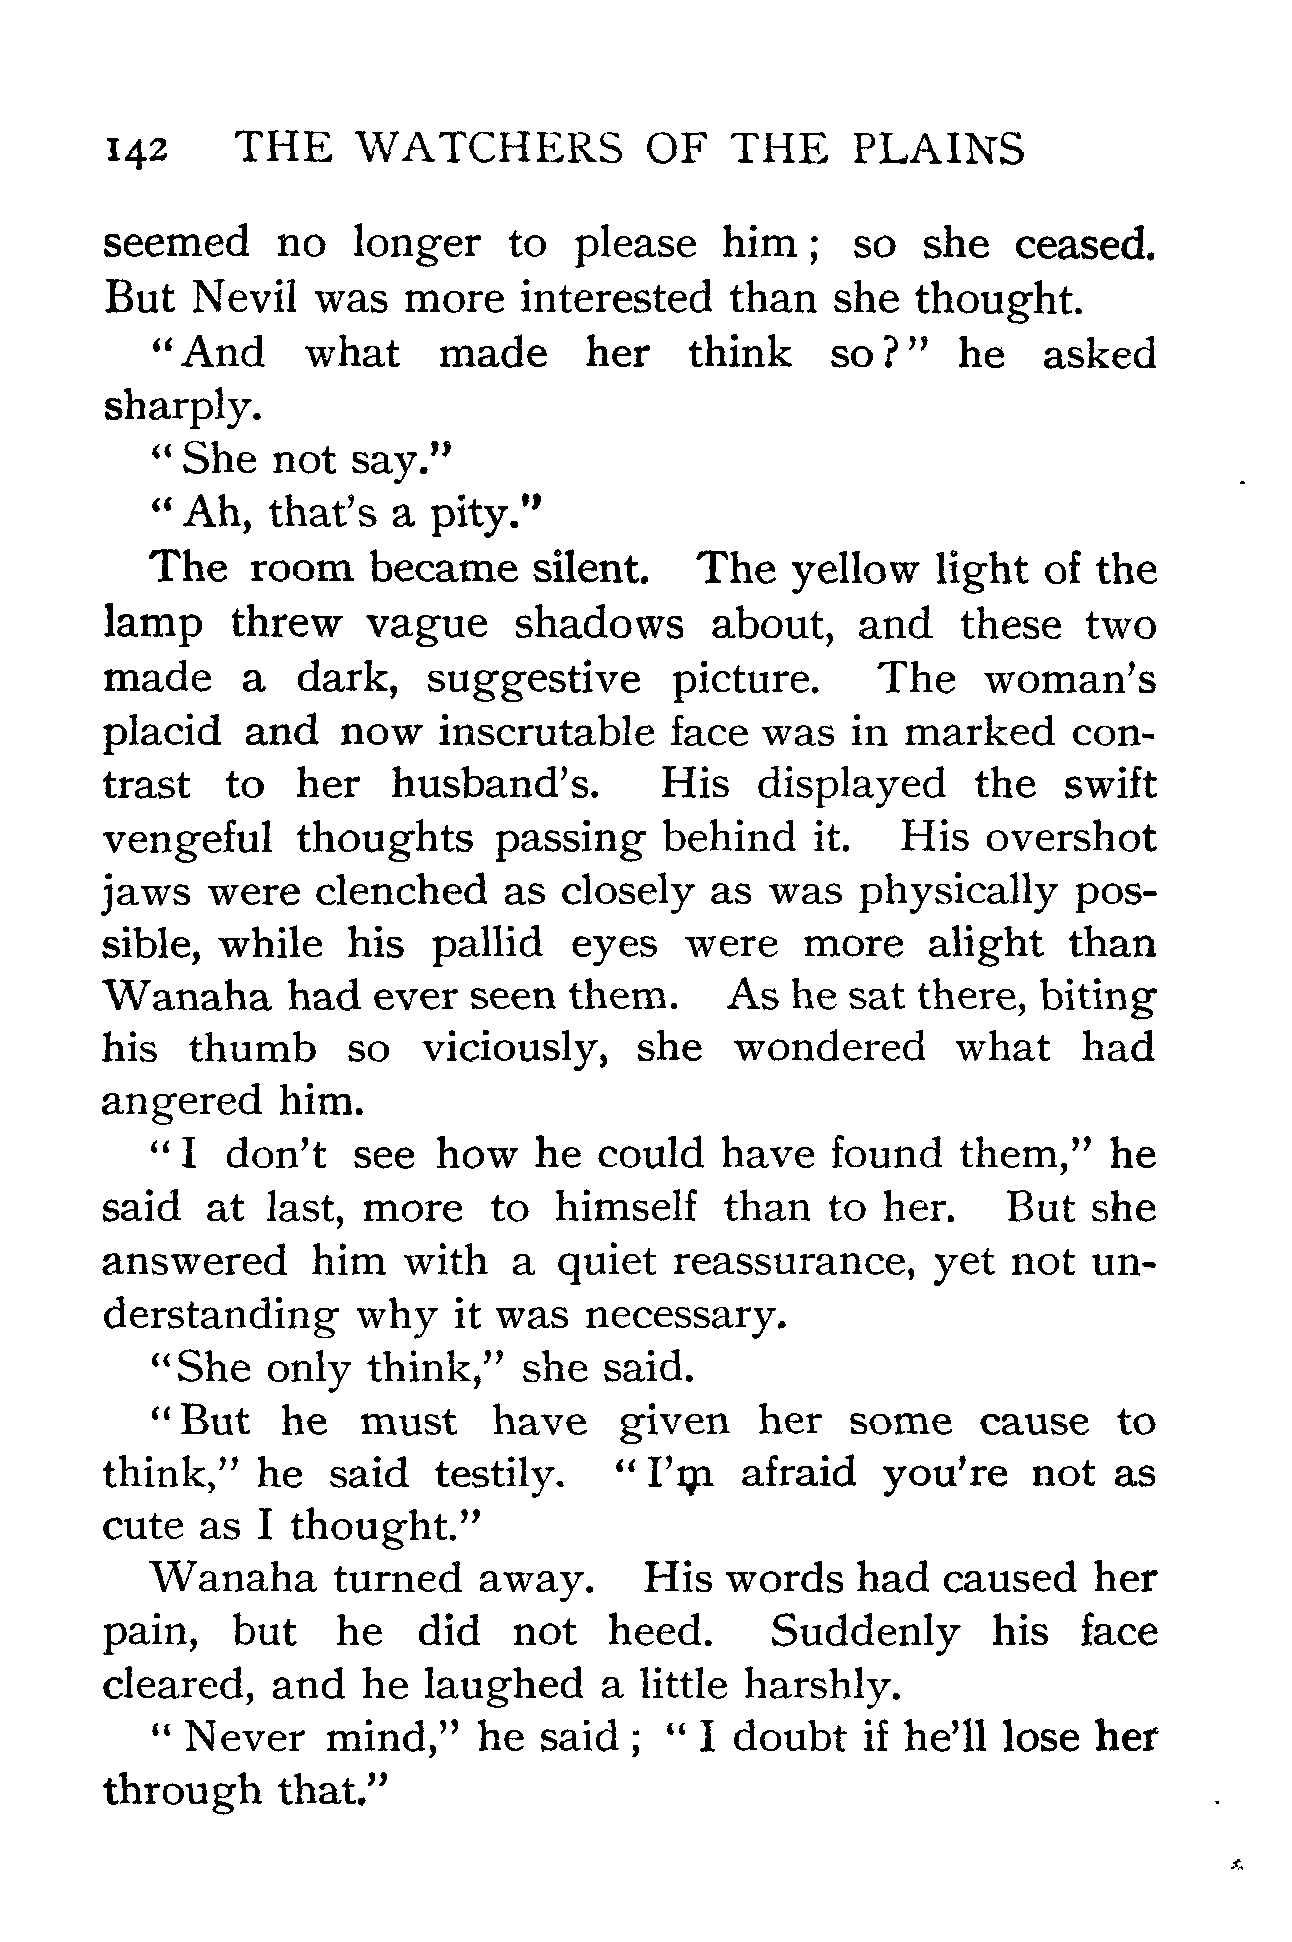 142 THE WATCHERS OF THE PLAINS
seemed no longer to please him; so she ceased.
But Nevil was more interested than she thought.
"And what made her think so?" he asked
sharply.
"She not say."
"Ah, that's a pity."
The room became silent. The yellow light of the
lamp threw vague shadows about, and these two
made a dark, suggestive picture. The woman's
placid and now inscrutable face was in marked con-
trast to her husband's. His displayed the swift
vengeful thoughts passing behind it. His overshot
jaws were clenched as closely as was physically pos-
sible, while his pallid eyes were more alight than
Wanaha had ever seen them. As he sat there, biting
his thumb so viciously, she wondered what had
angered him.
"I don't see how he could have found them," he
said at last, more to himself than to her. But she
answered him with a quiet reassurance, yet not un-
derstanding why it was necessary.
"She only think," she said.
"But he must have given her some cause to
think," he said testily. "I'm afraid you're not as
cute as I thought."
Wanaha turned away. His words had caused her
pain, but he did not heed. Suddenly his face
cleared, and he laughed a little harshly.
"Never mind," he said; "I doubt if he'll lose her
through that."